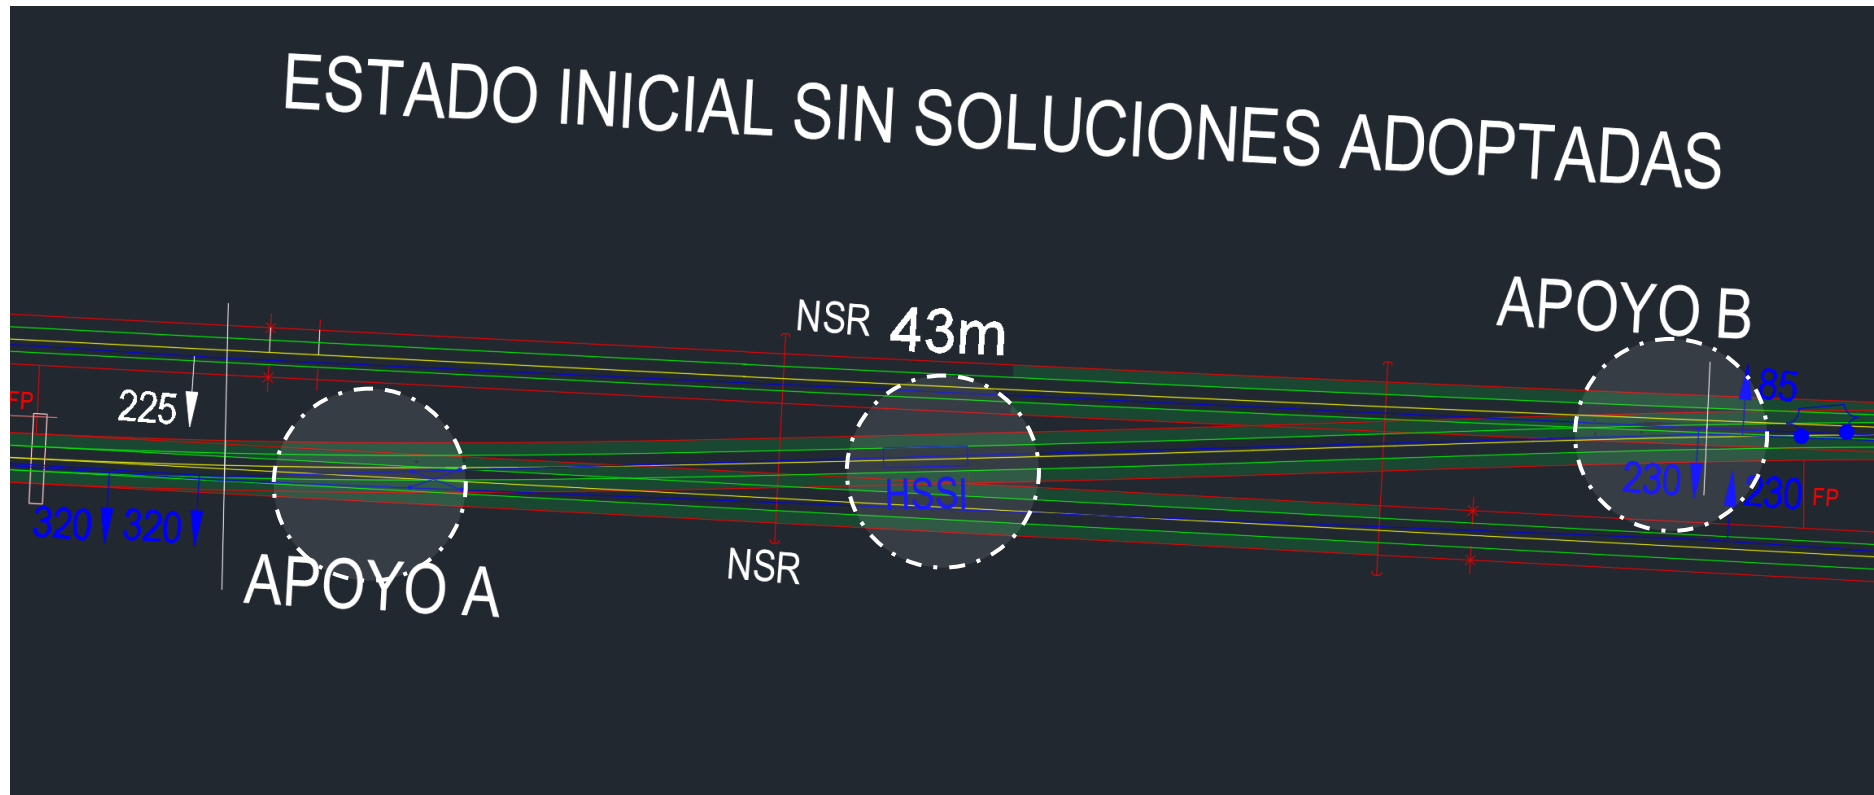 ESTADO INICIAL SIN SOLUCIONES ADOPTADAS
APOYO B
NSR 43m
85
FP
225
230
230 FP
HSSI
320 320
NSR
APOYO A